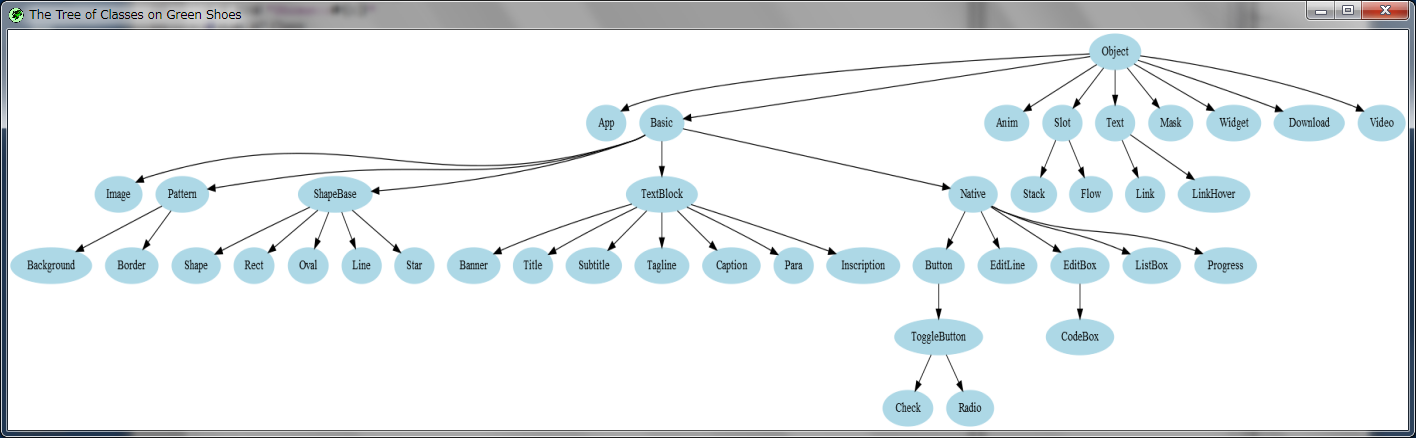 The Tree of Classes on Green Shoes
Object
App Basic Anim Slot Text Mask Widget Download Video
Image Pattern ShapeBase TextBlock Native Stack Flow Link LinkHover
Background Border Shape Rect Oval Line Star Banner Title Subtitle Tagline Caption Para Inscription Button EditLine EditBox ListBox Progress
ToggleButton CodeBox
Check Radio